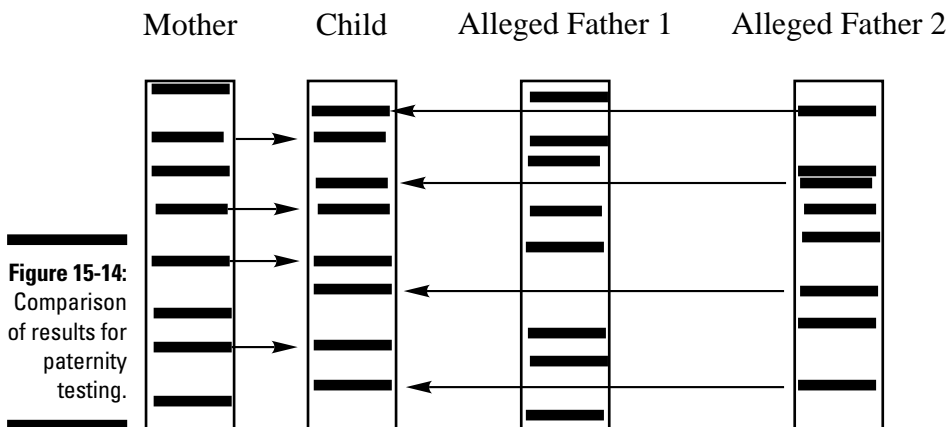 Mother Child Alleged Father 1 Alleged Father 2
Figure 15-14:
Comparison
of results for
paternity
testing.